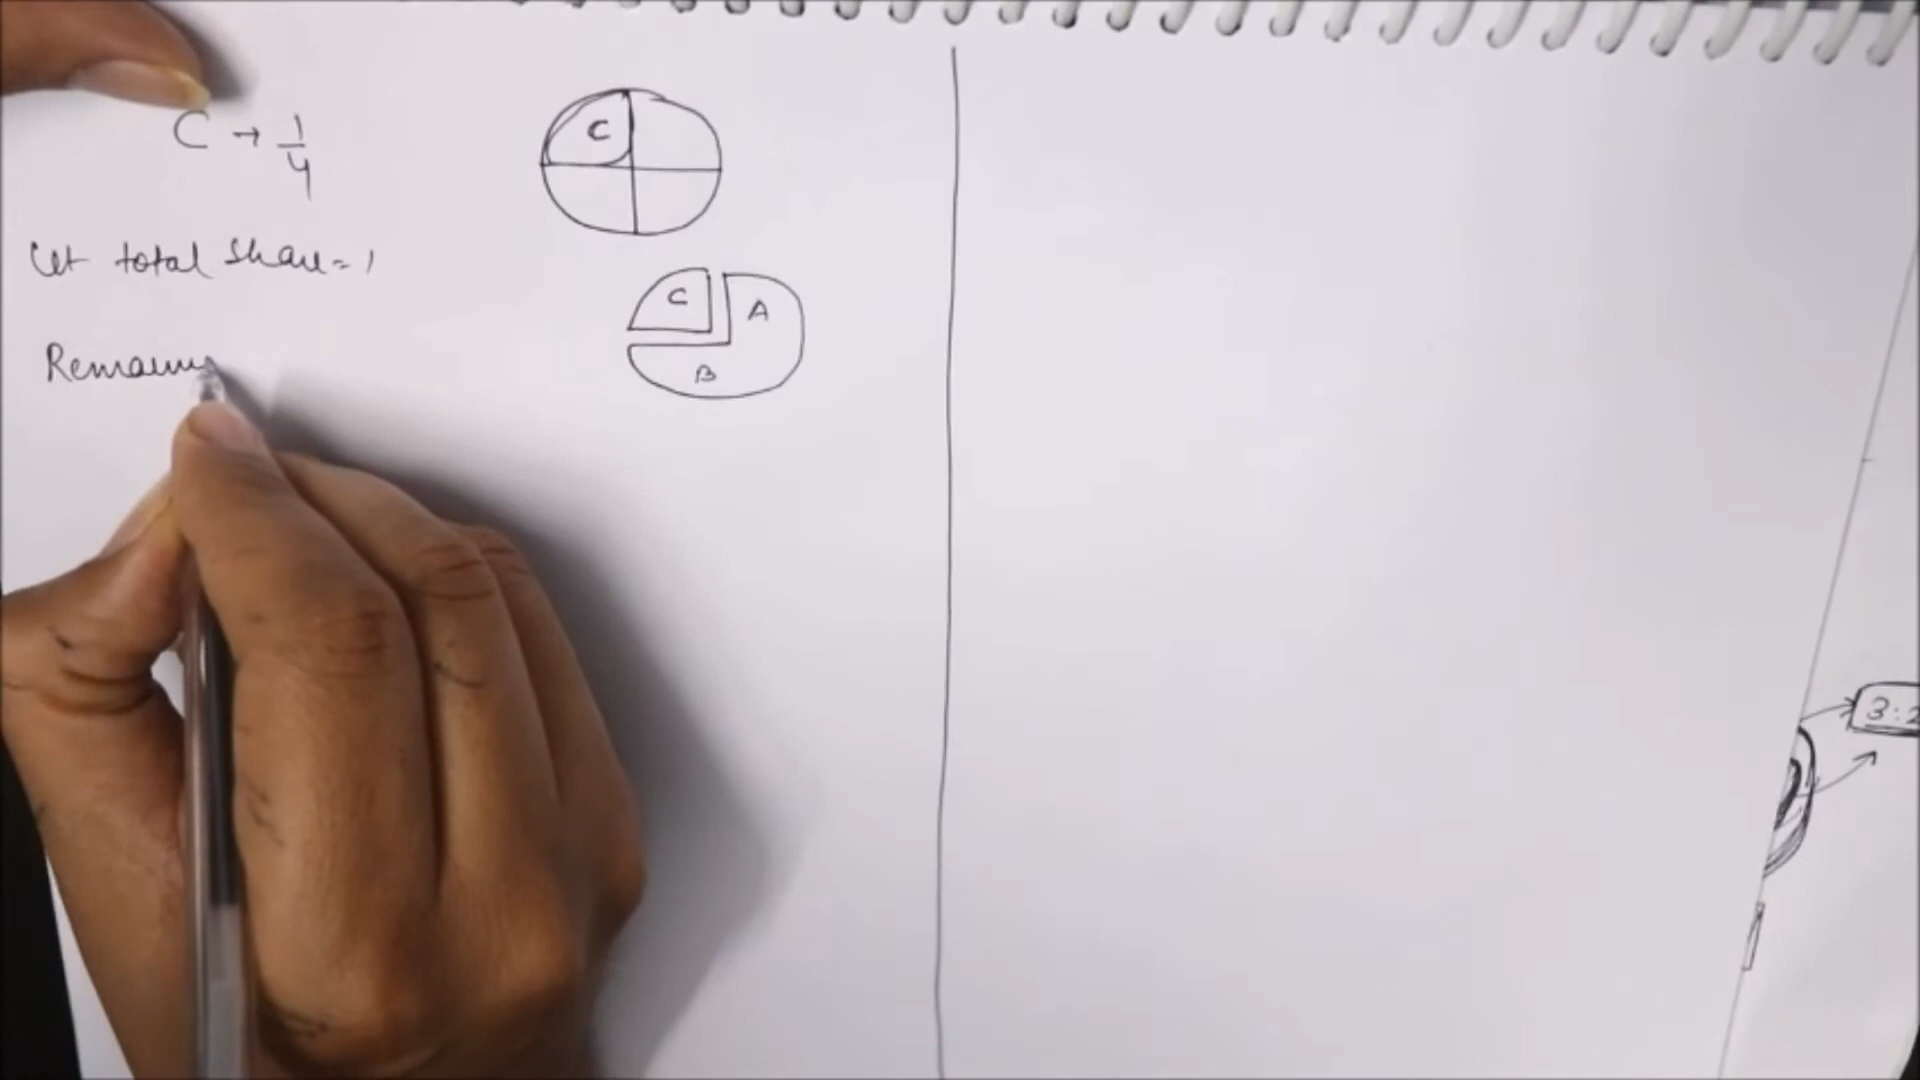 C → 1/4
let total share = 1
Remaining
C
C
A
B
3:2